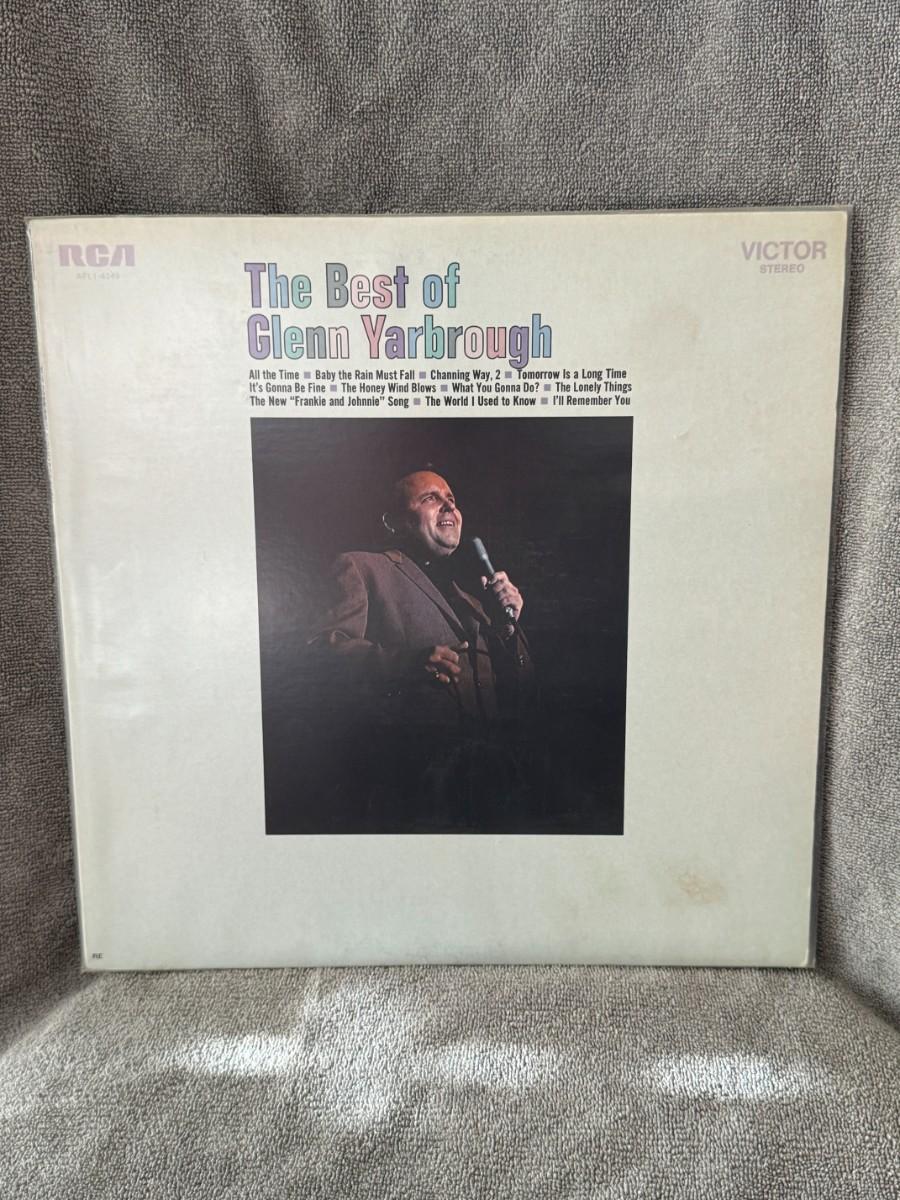 RCA
VICTOR
STEREO
The Best of
Glenn Yarbrough
All the Time ■ Baby the Rain Must Fall ■ Channing Way, 2 ■ Tomorrow Is a Long Time
It's Gonna Be Fine ■ The Honey Wind Blows ■ What You Gonna Do? ■ The Lonely Things
The New "Frankie and Johnnie" Song ■ The World I Used to Know ■ I'll Remember You
RE